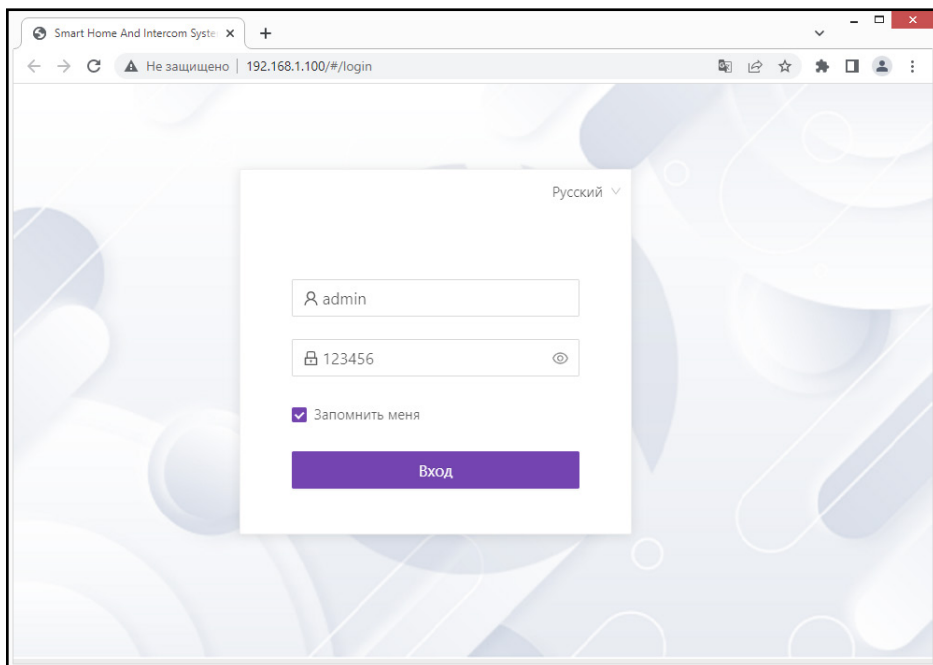 Smart Home And Intercom Syste
Не защищено | 192.168.1.100/#/login
Русский
admin
123456
Запомнить меня
Вход